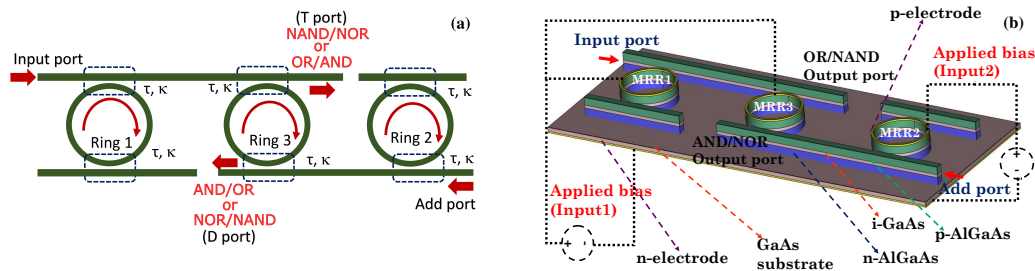 (T port)
NAND/NOR
or
OR/AND
(a)
Input port
τ, κ
τ, κ
τ, κ
Ring 1
Ring 3
Ring 2
τ, κ
τ, κ
τ, κ
AND/OR
or
NOR/NAND
(D port)
Add port
p-electrode
(b)
Input port
OR/NAND
Output port
Applied bias
(Input2)
MRR1
MRR3
MRR2
AND/NOR
Output port
Applied bias
(Input1)
Add port
+ -
+
-
i-GaAs
p-AlGaAs
n-electrode
GaAs
substrate
n-AlGaAs